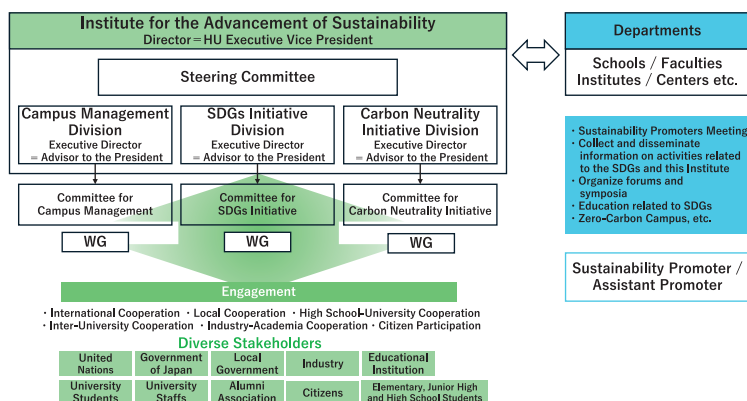 Institute for the Advancement of Sustainability
Director=HU Executive Vice President
Steering Committee
Campus Management
Division
Executive Director
= Advisor to the President
SDGs Initiative
Division
Executive Director
= Advisor to the President
Carbon Neutrality
Initiative Division
Executive Director
= Advisor to the President
Committee for
Campus Management
Committee for
SDGs Initiative
Committee for
Carbon Neutrality Initiative
WG
WG
WG
Engagement
・International Cooperation ・Local Cooperation ・High School-University Cooperation
・Inter-University Cooperation ・Industry-Academia Cooperation ・Citizen Participation
Diverse Stakeholders
United
Nations
Government
of Japan
Local
Government
Industry
Educational
Institution
University
Students
University
Staffs
Alumni
Association
Citizens
Elementary, Junior High
and High School Students
Departments
Schools / Faculties
Institutes / Centers etc.
・Sustainability Promoters Meeting
・Collect and disseminate
information on activities related
to the SDGs and this Institute
・Organize forums and
symposia
・Education related to SDGs
・Zero-Carbon Campus, etc.
Sustainability Promoter /
Assistant Promoter